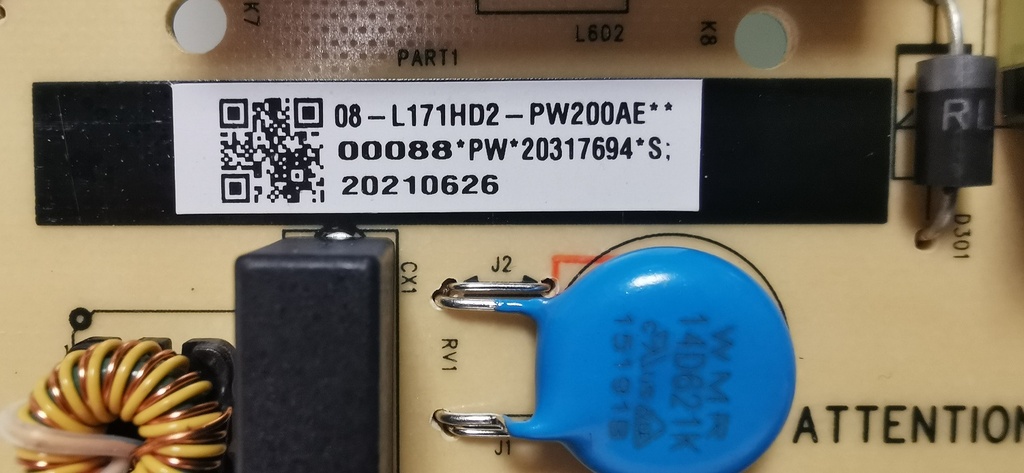 K7
L602
K8
PART1
08-L171HD2-PW200AE**
00088*PW*20317694*S;
20210626
RL
D301
CX1
J2
RV1
J1
WMR
14D621K
ATTENTION